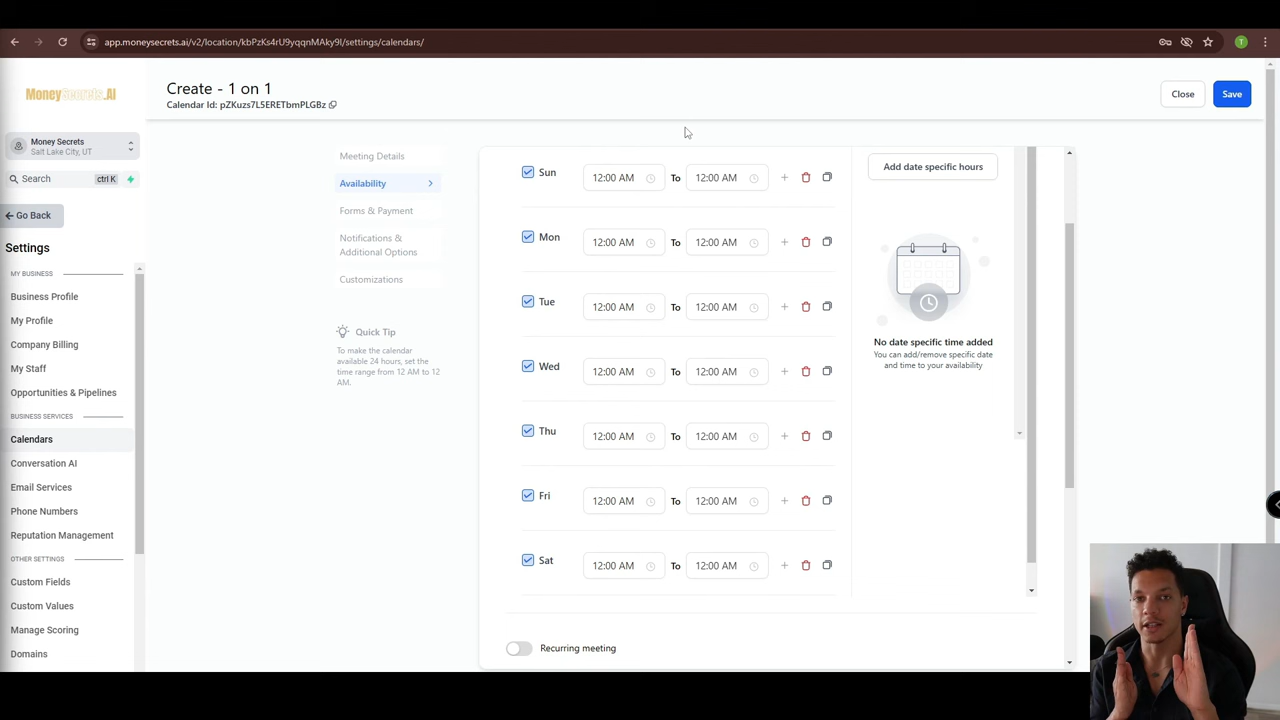 app.moneysecrets.ai/v2/location/kbPzKs4rU9yqqnMAky9I/settings/calendars/
T
MoneySecrets.AI
Money Secrets
Salt Lake City, UT
Search
ctrl K
Go Back
Settings
MY BUSINESS
Business Profile
My Profile
Company Billing
My Staff
Opportunities & Pipelines
BUSINESS SERVICES
Calendars
Conversation AI
Email Services
Phone Numbers
Reputation Management
OTHER SETTINGS
Custom Fields
Custom Values
Manage Scoring
Domains
Create - 1 on 1
Calendar Id: pZKuzs7L5ERETbmPLGBz
Close
Save
Meeting Details
Availability
Forms & Payment
Notifications &
Additional Options
Customizations
Quick Tip
To make the calendar
available 24 hours, set the
time range from 12 AM to 12
AM.
Sun 12:00 AM To 12:00 AM
Mon 12:00 AM To 12:00 AM
Tue 12:00 AM To 12:00 AM
Wed 12:00 AM To 12:00 AM
Thu 12:00 AM To 12:00 AM
Fri 12:00 AM To 12:00 AM
Sat 12:00 AM To 12:00 AM
Recurring meeting
Add date specific hours
No date specific time added
You can add/remove specific date
and time to your availability